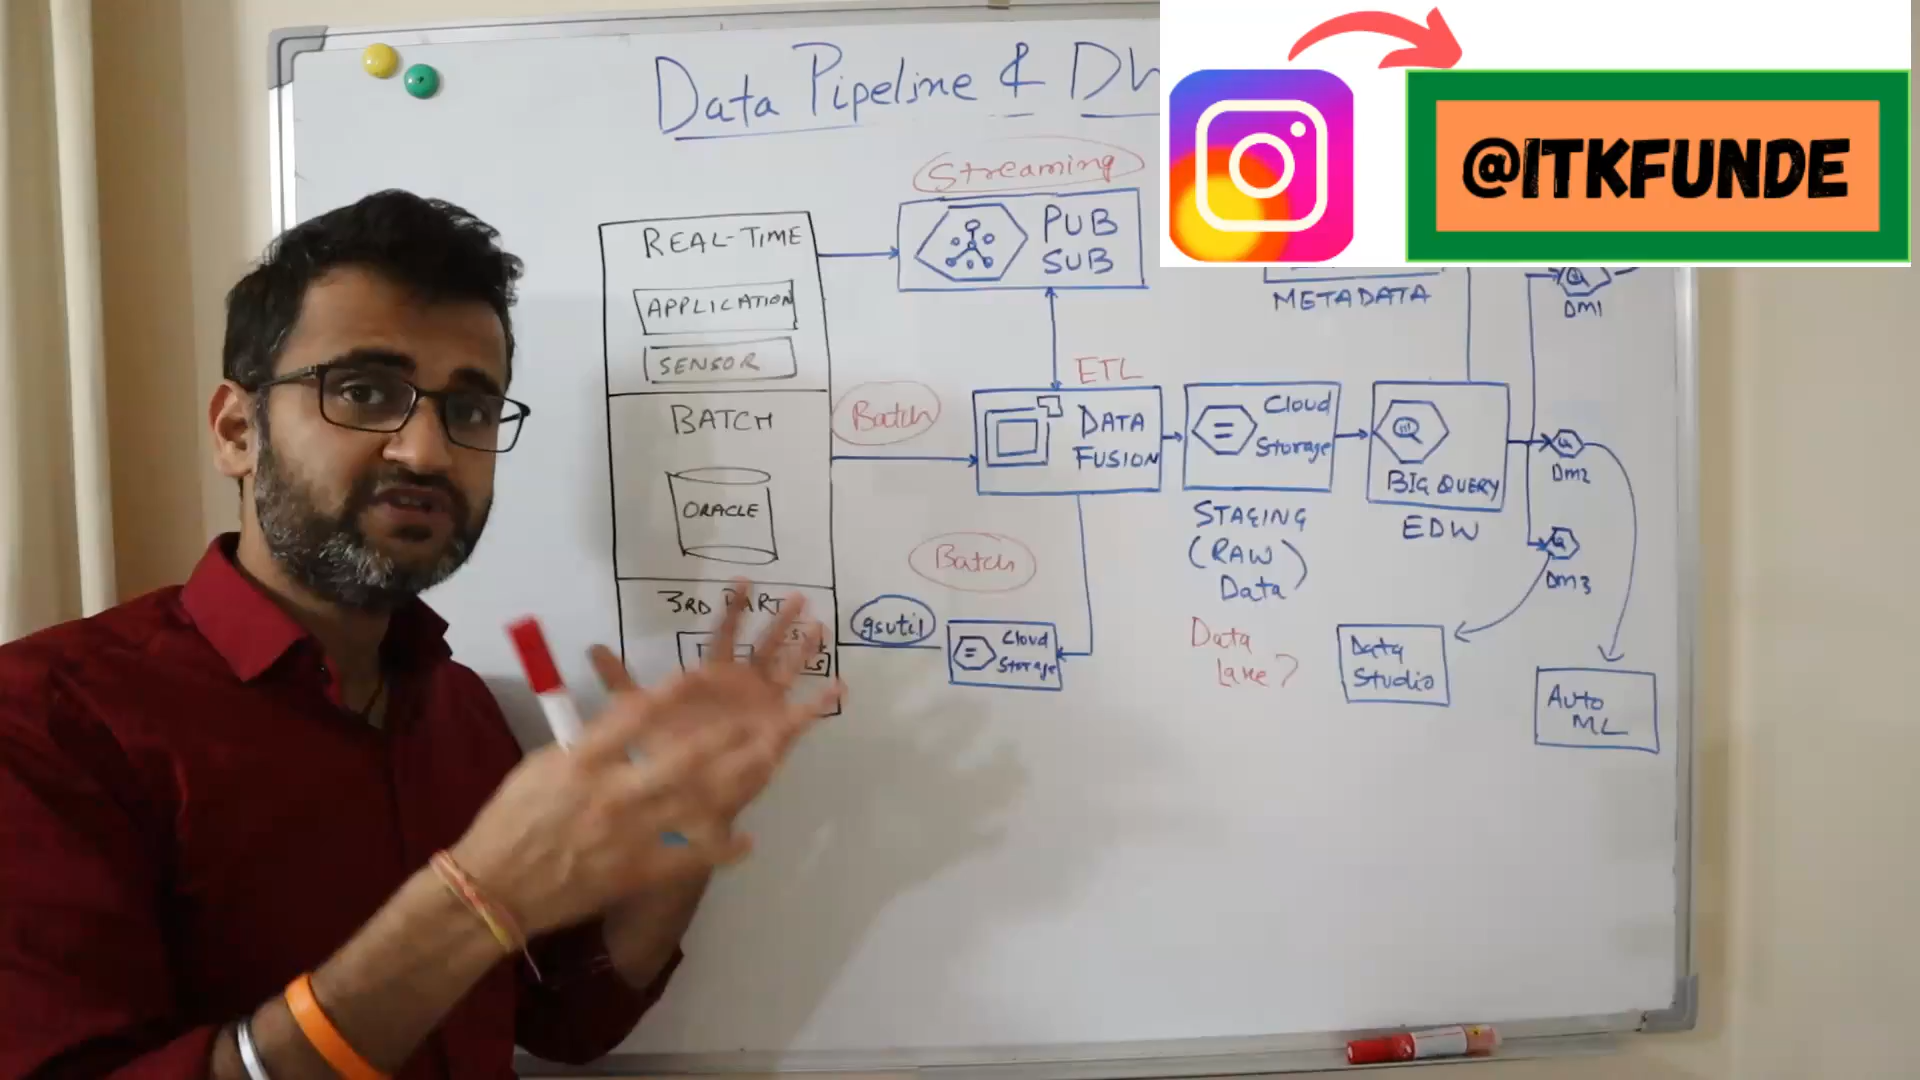 Data Pipeline & DW
@ITKFUNDE
Streaming
REAL-TIME
APPLICATION
SENSOR
PUB
SUB
METADATA
Dm1
ETL
BATCH
ORACLE
Batch
DATA
FUSION
Cloud
Storage
BIG QUERY
EDW
Dm2
Dm3
STAGING
(RAW)
Data
Data
Lake?
Batch
3RD PART
gsutil
Cloud
Storage
Data
Studio
Auto
ML